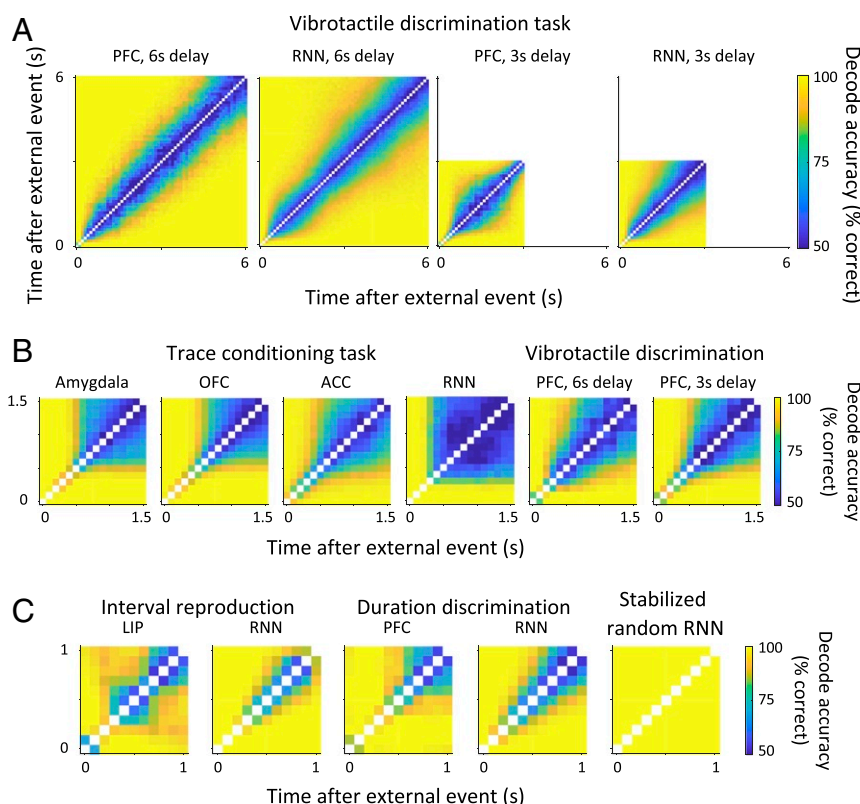 A
Vibrotactile discrimination task
PFC, 6s delay RNN, 6s delay PFC, 3s delay RNN, 3s delay
Time after external event (s)
6
0
0 6 0 6 0 6 0 6
Time after external event (s)
100
75
50
Decode accuracy (% correct)
B
Trace conditioning task Vibrotactile discrimination
Amygdala OFC ACC RNN PFC, 6s delay PFC, 3s delay
1.5
0
0 1.5 0 1.5 0 1.5 0 1.5 0 1.5 0 1.5
Time after external event (s)
100
75
50
Decode accuracy
(% correct)
C
Interval reproduction Duration discrimination Stabilized
random RNN
LIP RNN PFC RNN
1
0
0 1 0 1 0 1 0 1 0 1
Time after external event (s)
100
75
50
Decode accuracy
(% correct)